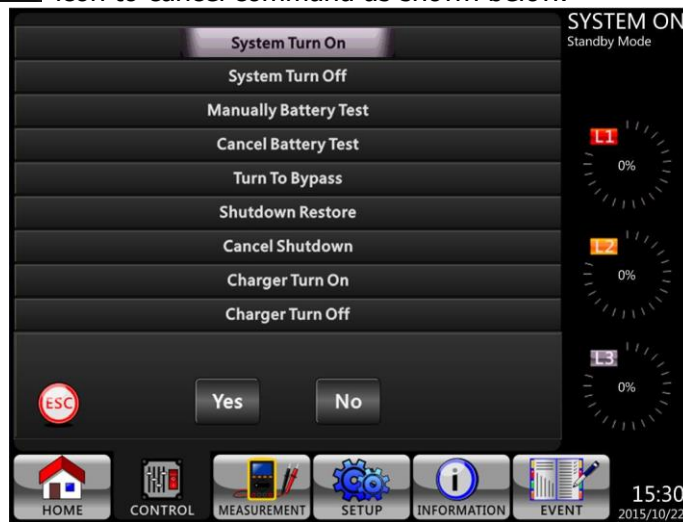 icon to cancel command as shown below.
SYSTEM ON
Standby Mode
System Turn On
System Turn Off
Manually Battery Test
Cancel Battery Test
Turn To Bypass
Shutdown Restore
Cancel Shutdown
Charger Turn On
Charger Turn Off
L1
0%
L2
0%
L3
0%
ESC
Yes
No
HOME
CONTROL
MEASUREMENT
SETUP
INFORMATION
EVENT
15:30
2015/10/22